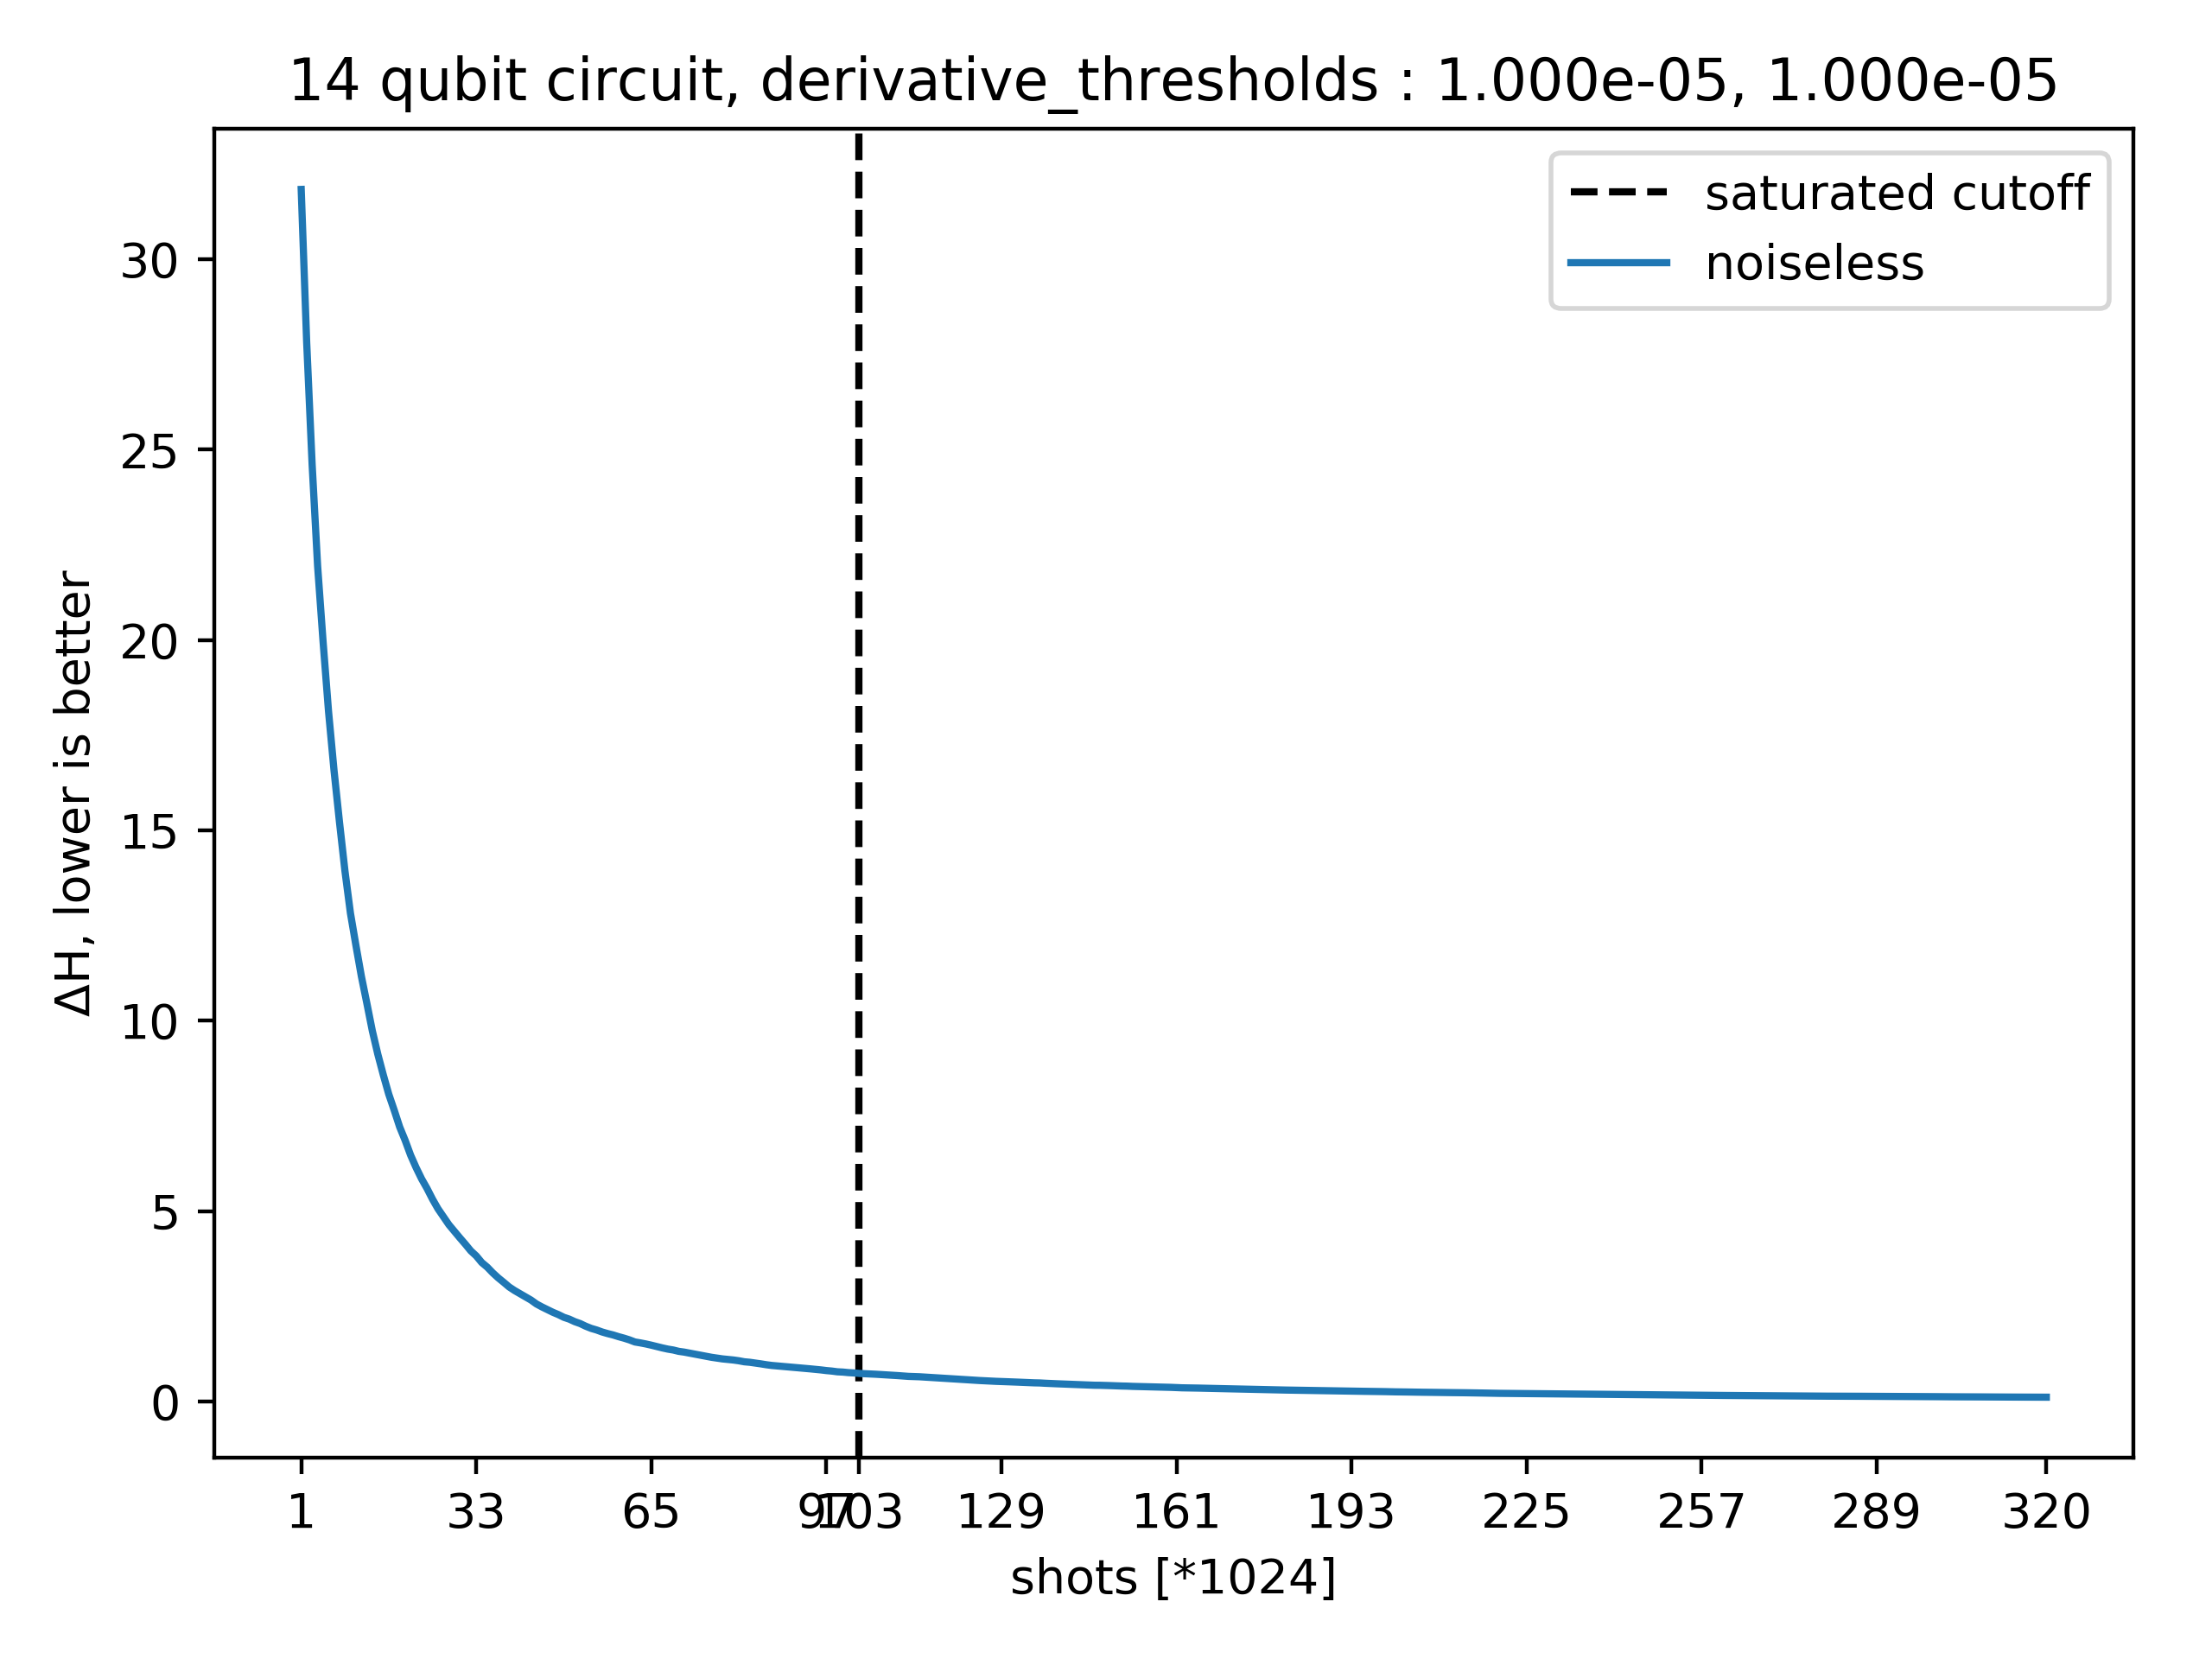 14 qubit circuit, derivative_thresholds : 1.000e-05, 1.000e-05
saturated cutoff
noiseless
30
25
20
15
10
5
0
ΔH, lower is better
1 33 65 97 103 129 161 193 225 257 289 320
shots [*1024]